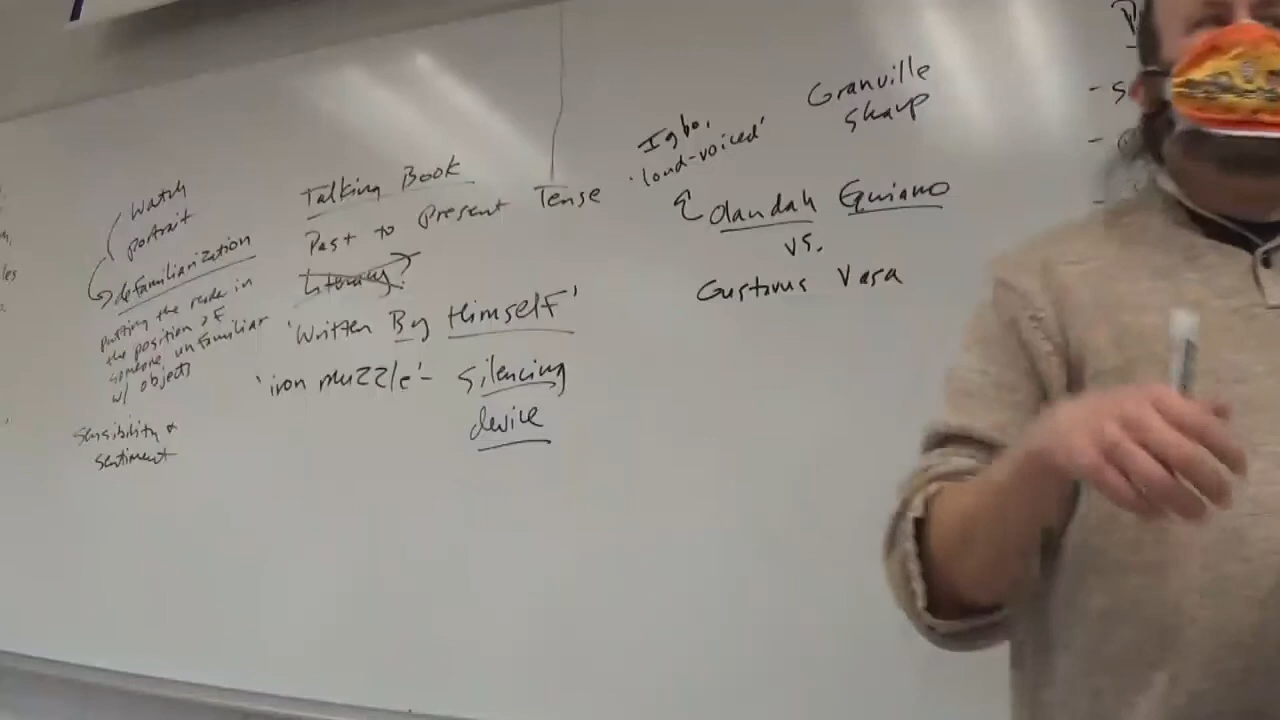 watch
portrait
defamiliarization
putting the reade in
the position of
someone unfamiliar
w/ objects
sensibility &
sentiment
Talking Book
Past to Present Tense
Literacy?
'Written By Himself'
'iron muzzle' - silencing
device
Igbo,
'loud-voiced'
Granville
Sharp
Olaudah Equiano
vs.
Gustavus Vasa